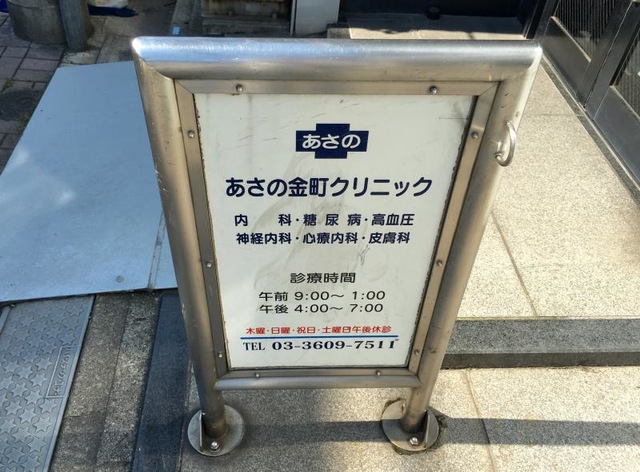 あさの
あさの金町クリニック
内　　科・糖 尿 病・高血圧
神経内科・心療内科・皮膚科
診療時間
午前 9:00〜 1:00
午後 4:00〜 7:00
木曜・日曜・祝日・土曜日午後休診
TEL 03-3609-7511